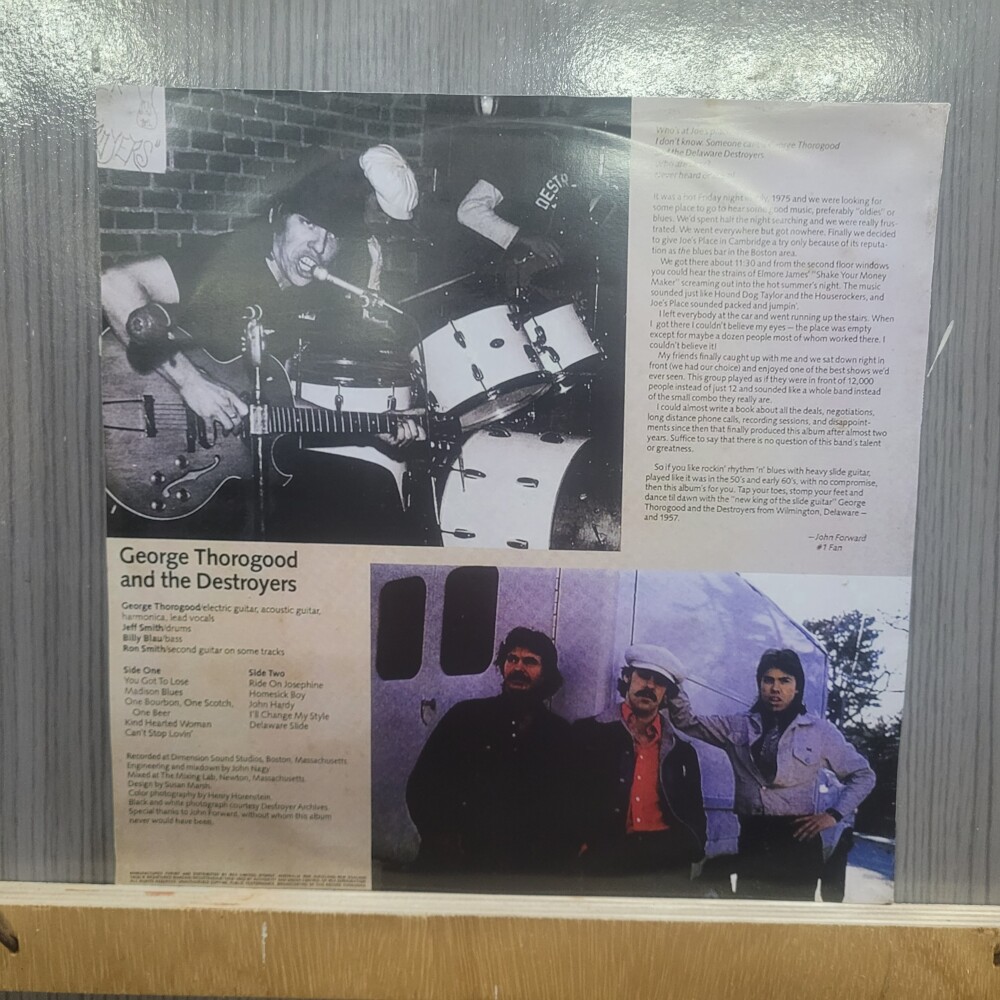 OYERS"
DESTR
Who's at Joe's
I don't know. Someone called George Thorogood
of the Delaware Destroyers.
It was a hot Friday night 1975 and we were looking for
some place to go to hear some good music, preferably "oldies" or
blues. We'd spent half the night searching and we were really frus-
trated. We went everywhere but got nowhere. Finally we decided
to give Joe's Place in Cambridge a try only because of its reputa-
tion as the blues bar in the Boston area.
We got there about 11:30 and from the second floor windows
you could hear the strains of Elmore James' "Shake Your Money
Maker" screaming out into the hot summer's night. The music
sounded just like Hound Dog Taylor and the Houserockers, and
Joe's Place sounded packed and jumpin'.
I left everybody at the car and went running up the stairs. When
I got there I couldn't believe my eyes — the place was empty
except for maybe a dozen people most of whom worked there. I
couldn't believe it!
My friends finally caught up with me and we sat down right in
front (we had our choice) and enjoyed one of the best shows we'd
ever seen. This group played as if they were in front of 12,000
people instead of just 12 and sounded like a whole band instead
of the small combo they really are.
I could almost write a book about all the deals, negotiations,
long distance phone calls, recording sessions, and disappoint-
ments since then that finally produced this album after almost two
years. Suffice to say that there is no question of this band's talent
or greatness.
So if you like rockin' rhythm 'n' blues with heavy slide guitar,
played like it was in the 50's and early 60's, with no compromise,
then this album's for you. Tap your toes, stomp your feet and
dance til dawn with the "new king of the slide guitar" George
Thorogood and the Destroyers from Wilmington, Delaware —
and 1957.
—John Forward
#1 Fan
George Thorogood
and the Destroyers
George Thorogood/electric guitar, acoustic guitar,
harmonica, lead vocals
Jeff Smith/drums
Billy Blau/bass
Ron Smith/second guitar on some tracks
Side One
You Got To Lose
Madison Blues
One Bourbon, One Scotch,
One Beer
Kind Hearted Woman
Can't Stop Lovin'
Side Two
Ride On Josephine
Homesick Boy
John Hardy
I'll Change My Style
Delaware Slide
Recorded at Dimension Sound Studios, Boston, Massachusetts.
Engineering and mixdown by John Nagy
Mixed at The Mixing Lab, Newton, Massachusetts.
Design by Susan Marsh
Color photography by Henry Horenstein
Black and white photograph courtesy Destroyer Archives.
Special thanks to John Forward, without whom this album
never would have been.